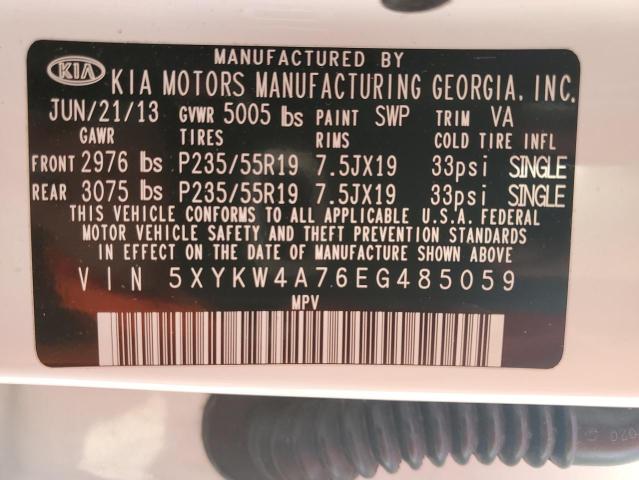 MANUFACTURED BY
KIA KIA MOTORS MANUFACTURING GEORGIA, INC.
JUN/21/13 GVWR 5005 lbs PAINT SWP TRIM VA
GAWR TIRES RIMS COLD TIRE INFL
FRONT 2976 lbs P235/55R19 7.5JX19 33psi SINGLE
REAR 3075 lbs P235/55R19 7.5JX19 33psi SINGLE
THIS VEHICLE CONFORMS TO ALL APPLICABLE U.S.A. FEDERAL
MOTOR VEHICLE SAFETY AND THEFT PREVENTION STANDARDS
IN EFFECT ON THE DATE OF MANUFACTURE SHOWN ABOVE
VIN 5XYKW4A76EG485059
MPV